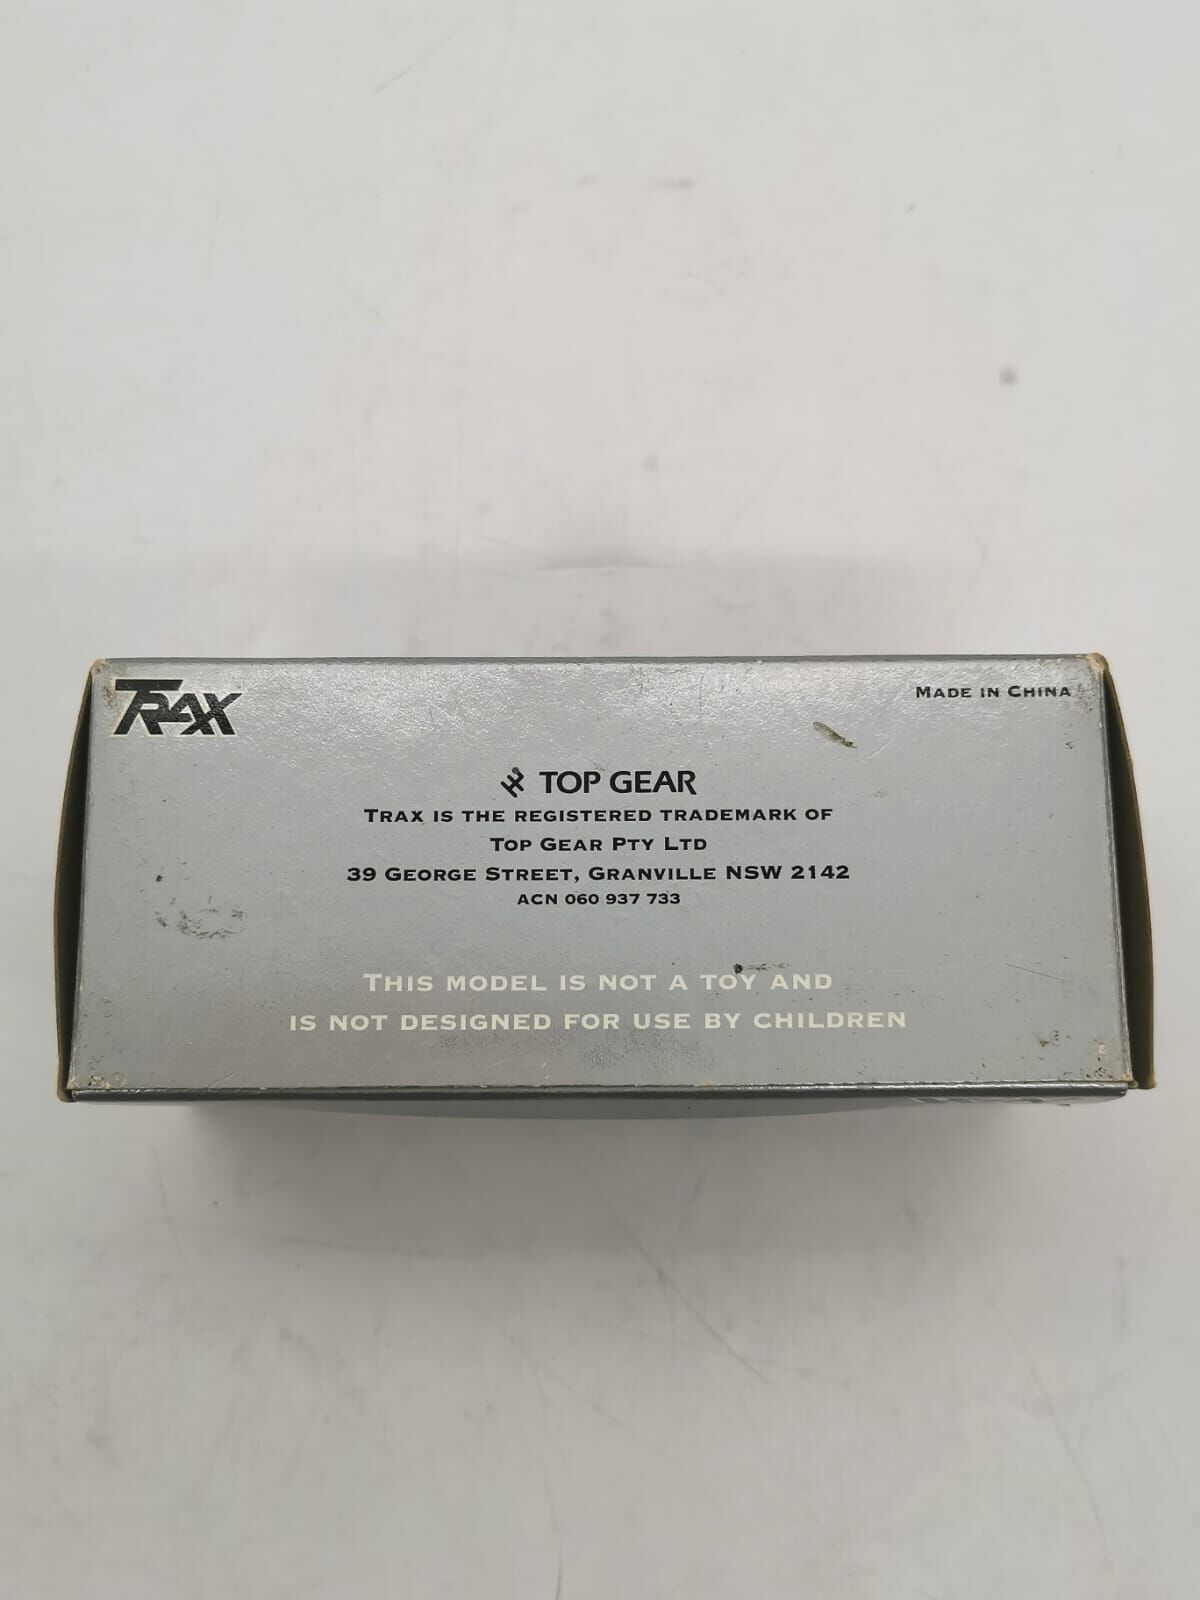 TRAX
MADE IN CHINA
TOP GEAR
TRAX IS THE REGISTERED TRADEMARK OF
TOP GEAR PTY LTD
39 GEORGE STREET, GRANVILLE NSW 2142
ACN 060 937 733
THIS MODEL IS NOT A TOY AND
IS NOT DESIGNED FOR USE BY CHILDREN